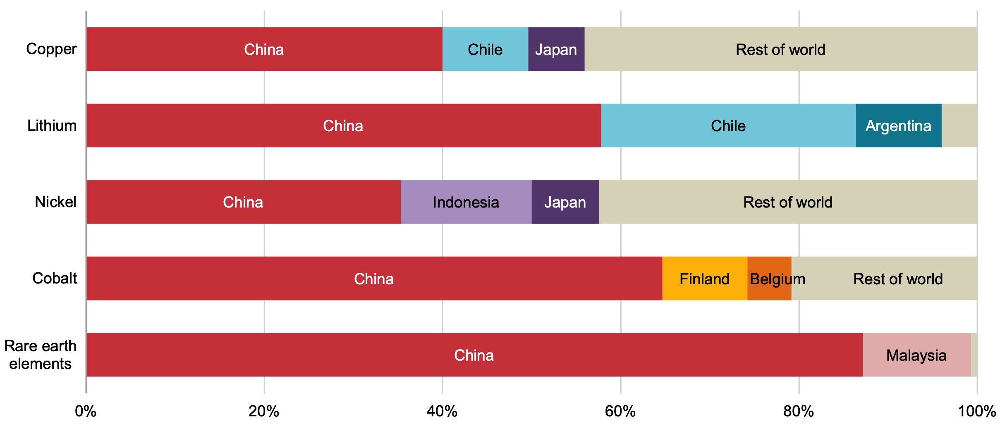 Copper
China
Chile
Japan
Rest of world
Lithium
China
Chile
Argentina
Nickel
China
Indonesia
Japan
Rest of world
Cobalt
China
Finland
Belgium
Rest of world
Rare earth
elements
China
Malaysia
0%
20%
40%
60%
80%
100%